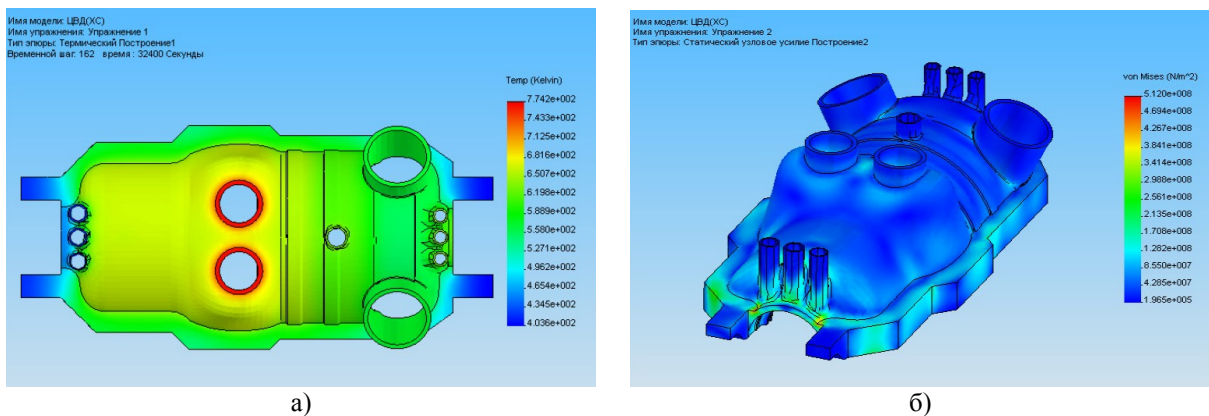 Имя модели: ЦВД(ХС)
Имя упражнения: Упражнение 1
Тип эпюры: Термический Построение1
Временной шаг: 162 время : 32400 Секунды
Temp (Kelvin)
7.742e+002
7.433e+002
7.125e+002
6.816e+002
6.507e+002
6.198e+002
5.889e+002
5.580e+002
5.271e+002
4.962e+002
4.654e+002
4.345e+002
4.036e+002
а)
Имя модели: ЦВД(ХС)
Имя упражнения: Упражнение 2
Тип эпюры: Статический узловое усилие Построение2
von Mises (N/m^2)
5.120e+008
4.694e+008
4.267e+008
3.841e+008
3.414e+008
2.988e+008
2.561e+008
2.135e+008
1.708e+008
1.282e+008
8.550e+007
4.285e+007
1.965e+005
б)